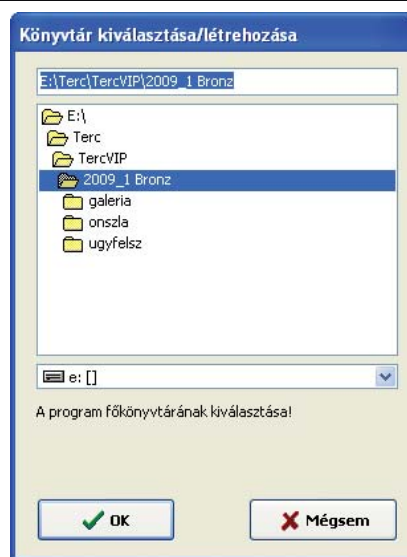 Könyvtár kiválasztása/létrehozása
E:\Terc\TercVIP\2009_1 Bronz
E:\
Terc
TercVIP
2009_1 Bronz
galeria
onszla
ugyfelsz
e: []
A program főkönyvtárának kiválasztása!
OK
Mégsem